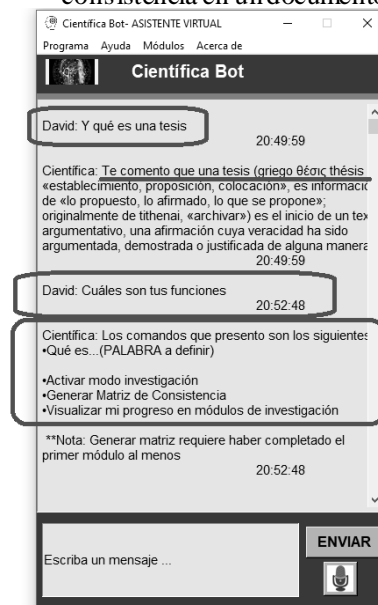 consistencia en un documento
Científica Bot- ASISTENTE VIRTUAL
Programa Ayuda Módulos Acerca de
Científica Bot
David: Y qué es una tesis
20:49:59
Científica: Te comento que una tesis (griego θέσις thésis
«establecimiento, proposición, colocación», es informació
de «lo propuesto, lo afirmado, lo que se propone»;
originalmente de tithenai, «archivar») es el inicio de un tex
argumentativo, una afirmación cuya veracidad ha sido
argumentada, demostrada o justificada de alguna manera
20:49:59
David: Cuáles son tus funciones
20:52:48
Científica: Los comandos que presento son los siguientes
•Qué es...(PALABRA a definir)
•Activar modo investigación
•Generar Matriz de Consistencia
•Visualizar mi progreso en módulos de investigación
**Nota: Generar matriz requiere haber completado el
primer módulo al menos
20:52:48
Escriba un mensaje ...
ENVIAR